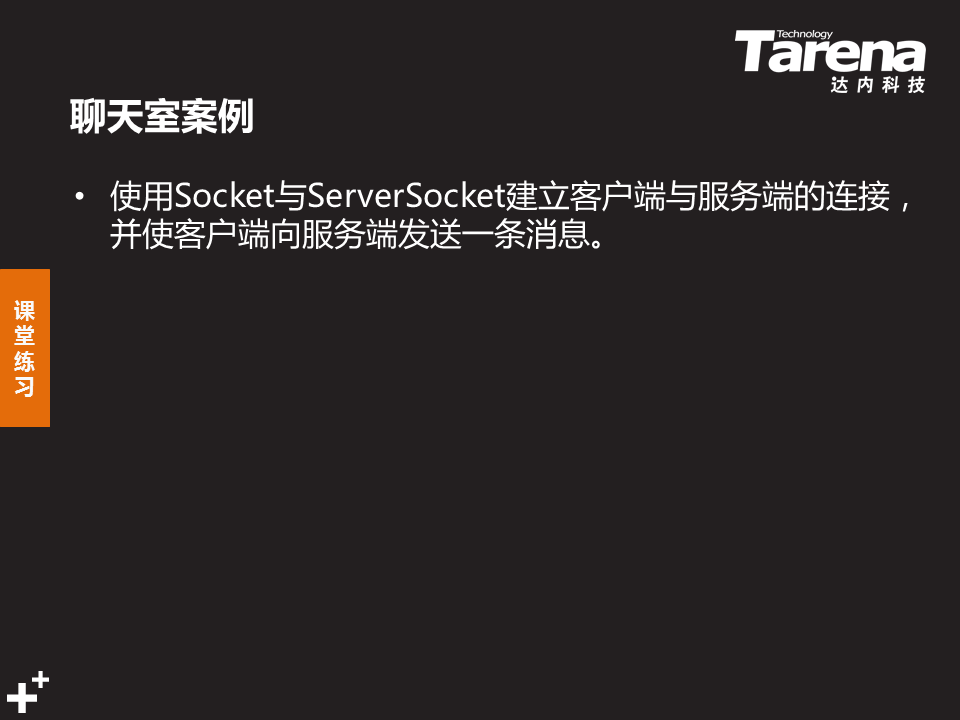 Technology
Tarena
达内科技
聊天室案例
• 使用Socket与ServerSocket建立客户端与服务端的连接，
并使客户端向服务端发送一条消息。
课
堂
练
习